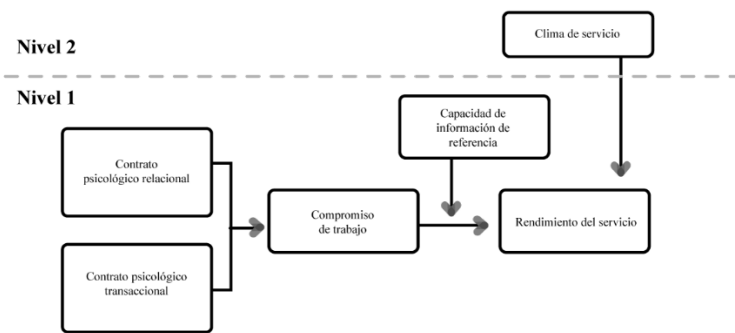 Clima de servicio
Nivel 2
Nivel 1
Capacidad de
información de
referencia
Contrato
psicológico relacional
Compromiso
de trabajo
Rendimiento del servicio
Contrato psicológico
transaccional